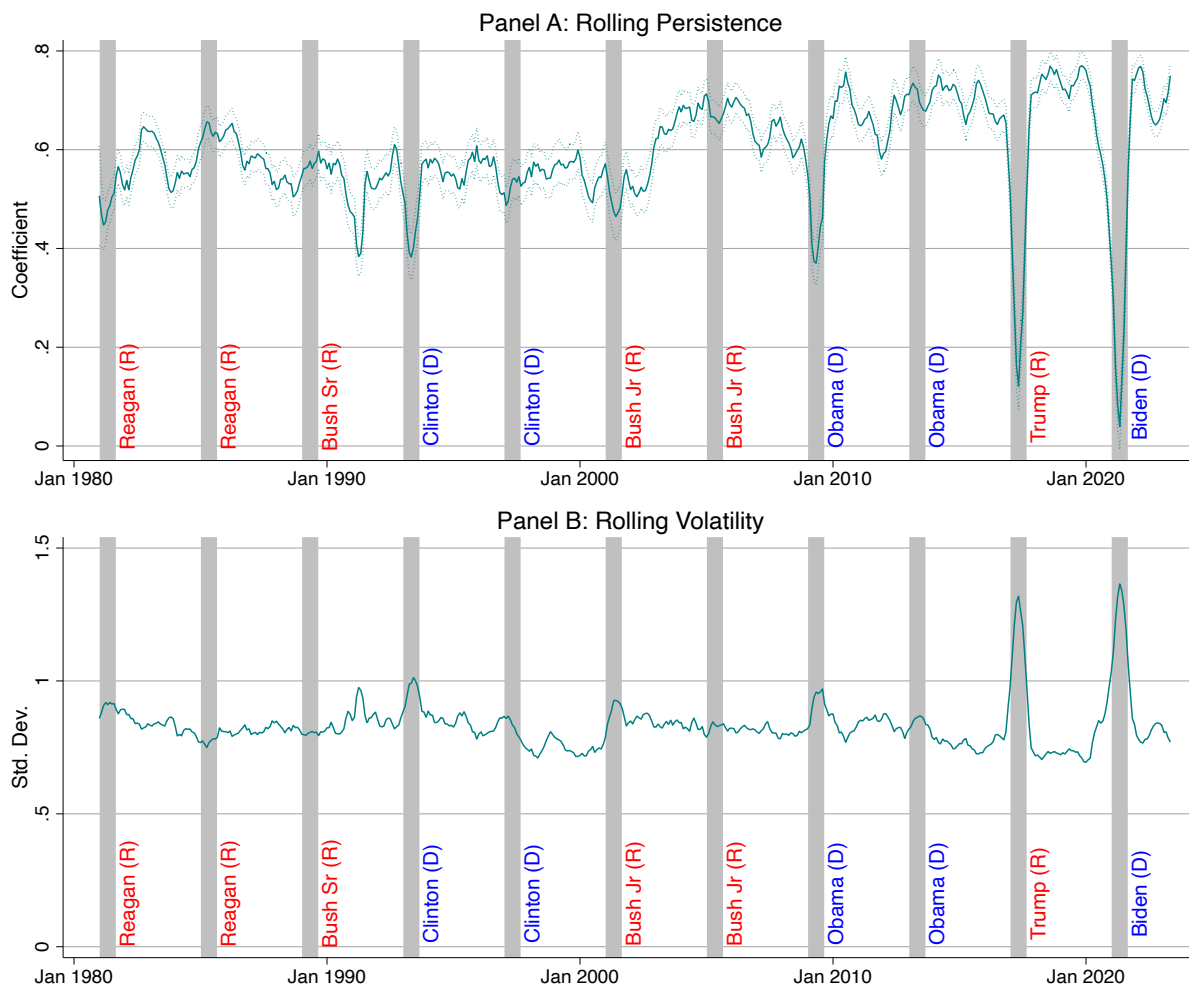 Panel A: Rolling Persistence
Coefficient
0
.2
.4
.6
.8
Reagan (R)
Reagan (R)
Bush Sr (R)
Clinton (D)
Clinton (D)
Bush Jr (R)
Bush Jr (R)
Obama (D)
Obama (D)
Trump (R)
Biden (D)
Jan 1980
Jan 1990
Jan 2000
Jan 2010
Jan 2020
Panel B: Rolling Volatility
Std. Dev.
0
.5
1
1.5
Reagan (R)
Reagan (R)
Bush Sr (R)
Clinton (D)
Clinton (D)
Bush Jr (R)
Bush Jr (R)
Obama (D)
Obama (D)
Trump (R)
Biden (D)
Jan 1980
Jan 1990
Jan 2000
Jan 2010
Jan 2020